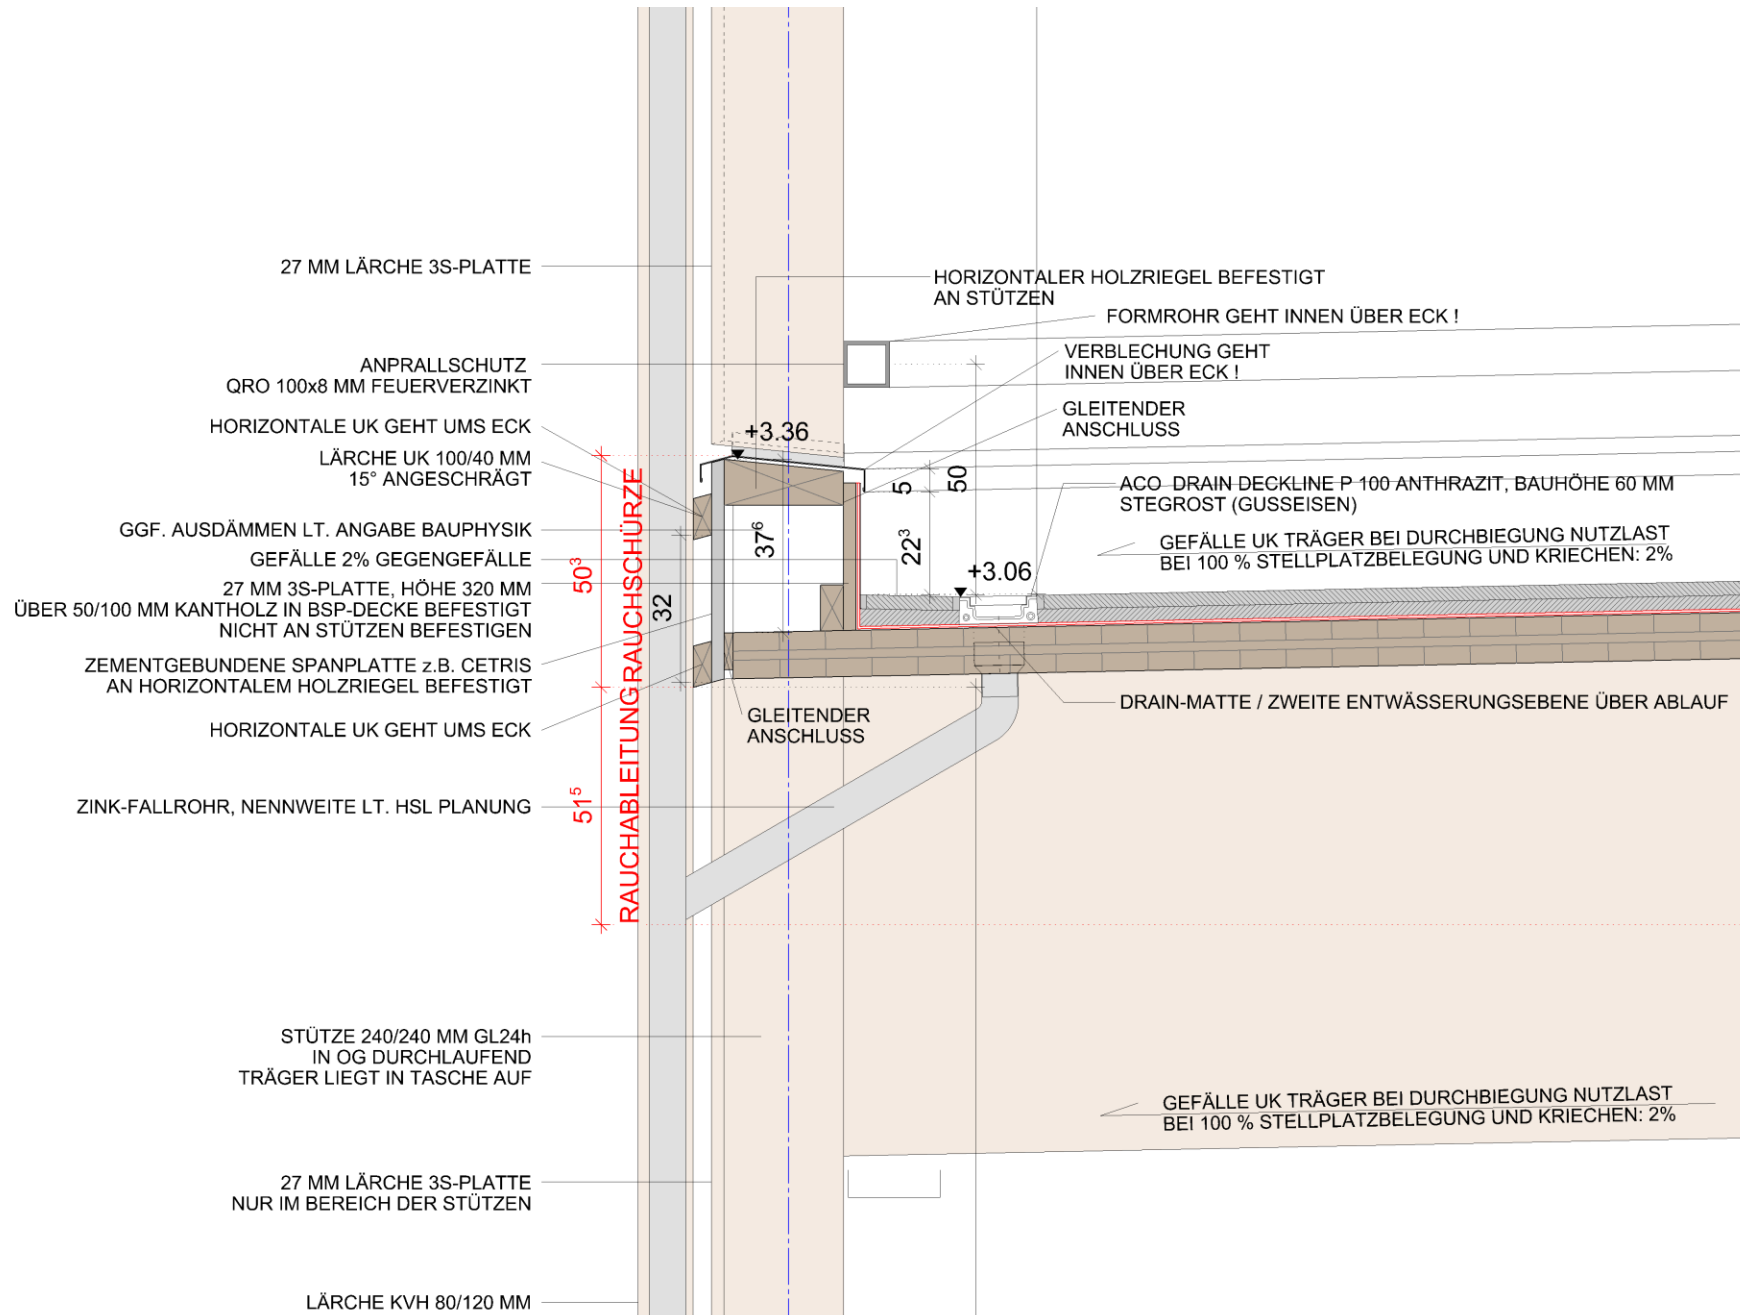 27 MM LÄRCHE 3S-PLATTE
ANPRALLSCHUTZ
QRO 100x8 MM FEUERVERZINKT
HORIZONTALE UK GEHT UMS ECK
LÄRCHE UK 100/40 MM
15° ANGESCHRÄGT
GGF. AUSDÄMMEN LT. ANGABE BAUPHYSIK
GEFÄLLE 2% GEGENGEFÄLLE
27 MM 3S-PLATTE, HÖHE 320 MM
ÜBER 50/100 MM KANTHOLZ IN BSP-DECKE BEFESTIGT
NICHT AN STÜTZEN BEFESTIGEN
ZEMENTGEBUNDENE SPANPLATTE z.B. CETRIS
AN HORIZONTALEM HOLZRIEGEL BEFESTIGT
HORIZONTALE UK GEHT UMS ECK
ZINK-FALLROHR, NENNWEITE LT. HSL PLANUNG
STÜTZE 240/240 MM GL24h
IN OG DURCHLAUFEND
TRÄGER LIEGT IN TASCHE AUF
27 MM LÄRCHE 3S-PLATTE
NUR IM BEREICH DER STÜTZEN
LÄRCHE KVH 80/120 MM
50³
51⁵
RAUCHSCHÜRZE
RAUCHABLEITUNG
32
37⁶
+3.36
5
50
22³
+3.06
GLEITENDER
ANSCHLUSS
HORIZONTALER HOLZRIEGEL BEFESTIGT
AN STÜTZEN
FORMROHR GEHT INNEN ÜBER ECK !
VERBLECHUNG GEHT
INNEN ÜBER ECK !
GLEITENDER
ANSCHLUSS
ACO DRAIN DECKLINE P 100 ANTHRAZIT, BAUHÖHE 60 MM
STEGROST (GUSSEISEN)
GEFÄLLE UK TRÄGER BEI DURCHBIEGUNG NUTZLAST
BEI 100 % STELLPLATZBELEGUNG UND KRIECHEN: 2%
DRAIN-MATTE / ZWEITE ENTWÄSSERUNGSEBENE ÜBER ABLAUF
GEFÄLLE UK TRÄGER BEI DURCHBIEGUNG NUTZLAST
BEI 100 % STELLPLATZBELEGUNG UND KRIECHEN: 2%